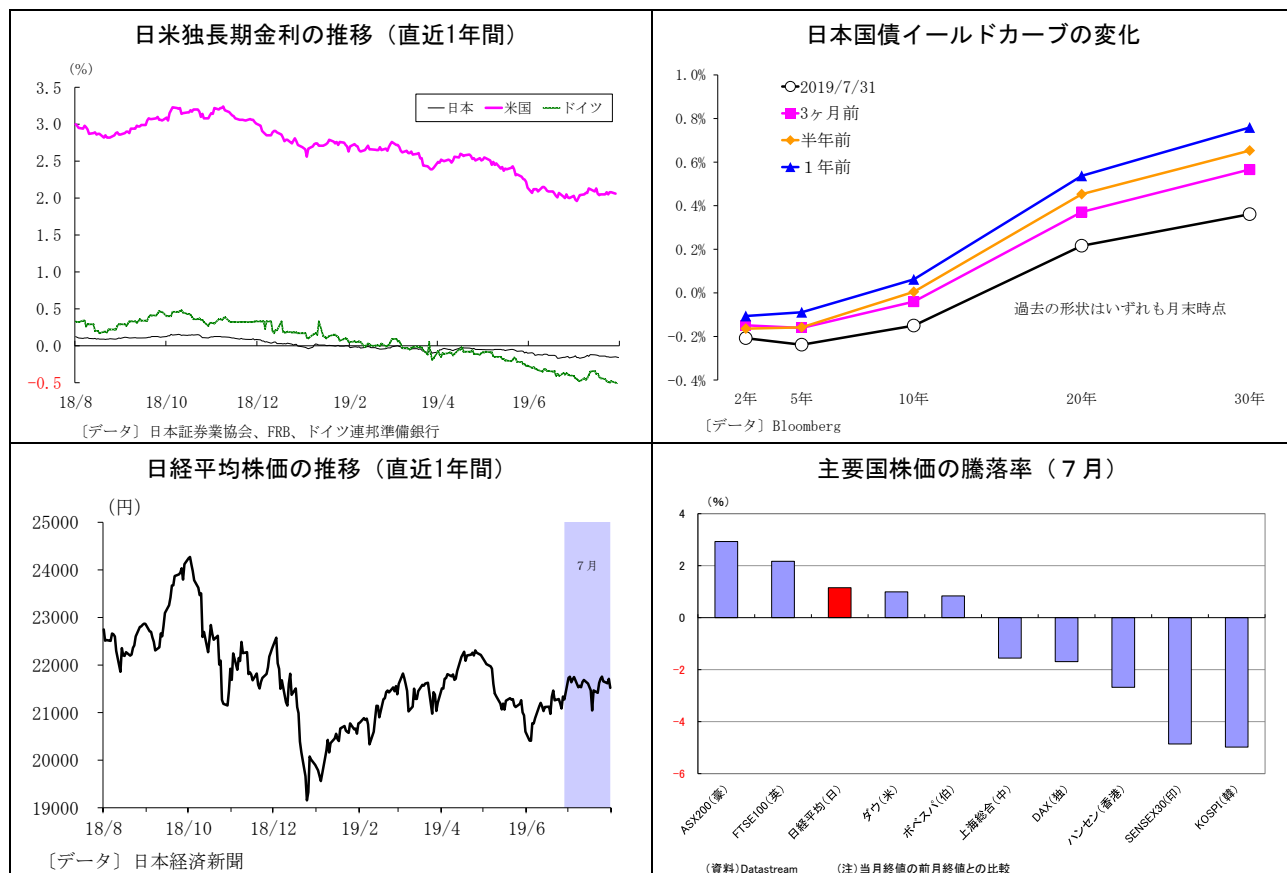 日米独長期金利の推移（直近1年間）
(%)
3.5
3.0
2.5
2.0
1.5
1.0
0.5
0.0
-0.5
日本 米国 ドイツ
18/8 18/10 18/12 19/2 19/4 19/6
〔データ〕日本証券業協会、FRB、ドイツ連邦準備銀行
日本国債イールドカーブの変化
1.0%
0.8%
0.6%
0.4%
0.2%
0.0%
-0.2%
-0.4%
2019/7/31
3ヶ月前
半年前
１年前
過去の形状はいずれも月末時点
2年 5年 10年 20年 30年
〔データ〕Bloomberg
日経平均株価の推移（直近1年間）
(円)
25000
24000
23000
22000
21000
20000
19000
7月
18/8 18/10 18/12 19/2 19/4 19/6
〔データ〕日本経済新聞
主要国株価の騰落率（７月）
(%)
4
2
0
-2
-4
-6
ASX200(豪) FTSE100(英) 日経平均(日) ダウ(米) ボベスパ(伯) 上海総合(中) DAX(独) ハンセン(香港) SENSEX30(印) KOSPI(韓)
(資料)Datastream (注)当月終値の前月終値との比較